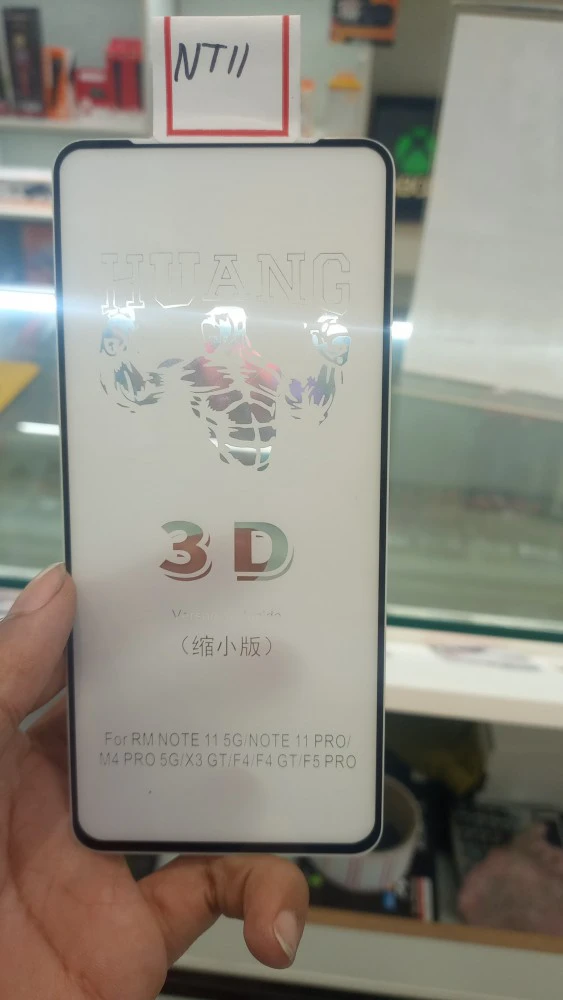 NT11
HUANG
3D
（缩小版）
For RM NOTE 11 5G/NOTE 11 PRO/
M4 PRO 5G/X3 GT/F4/F4 GT/F5 PRO